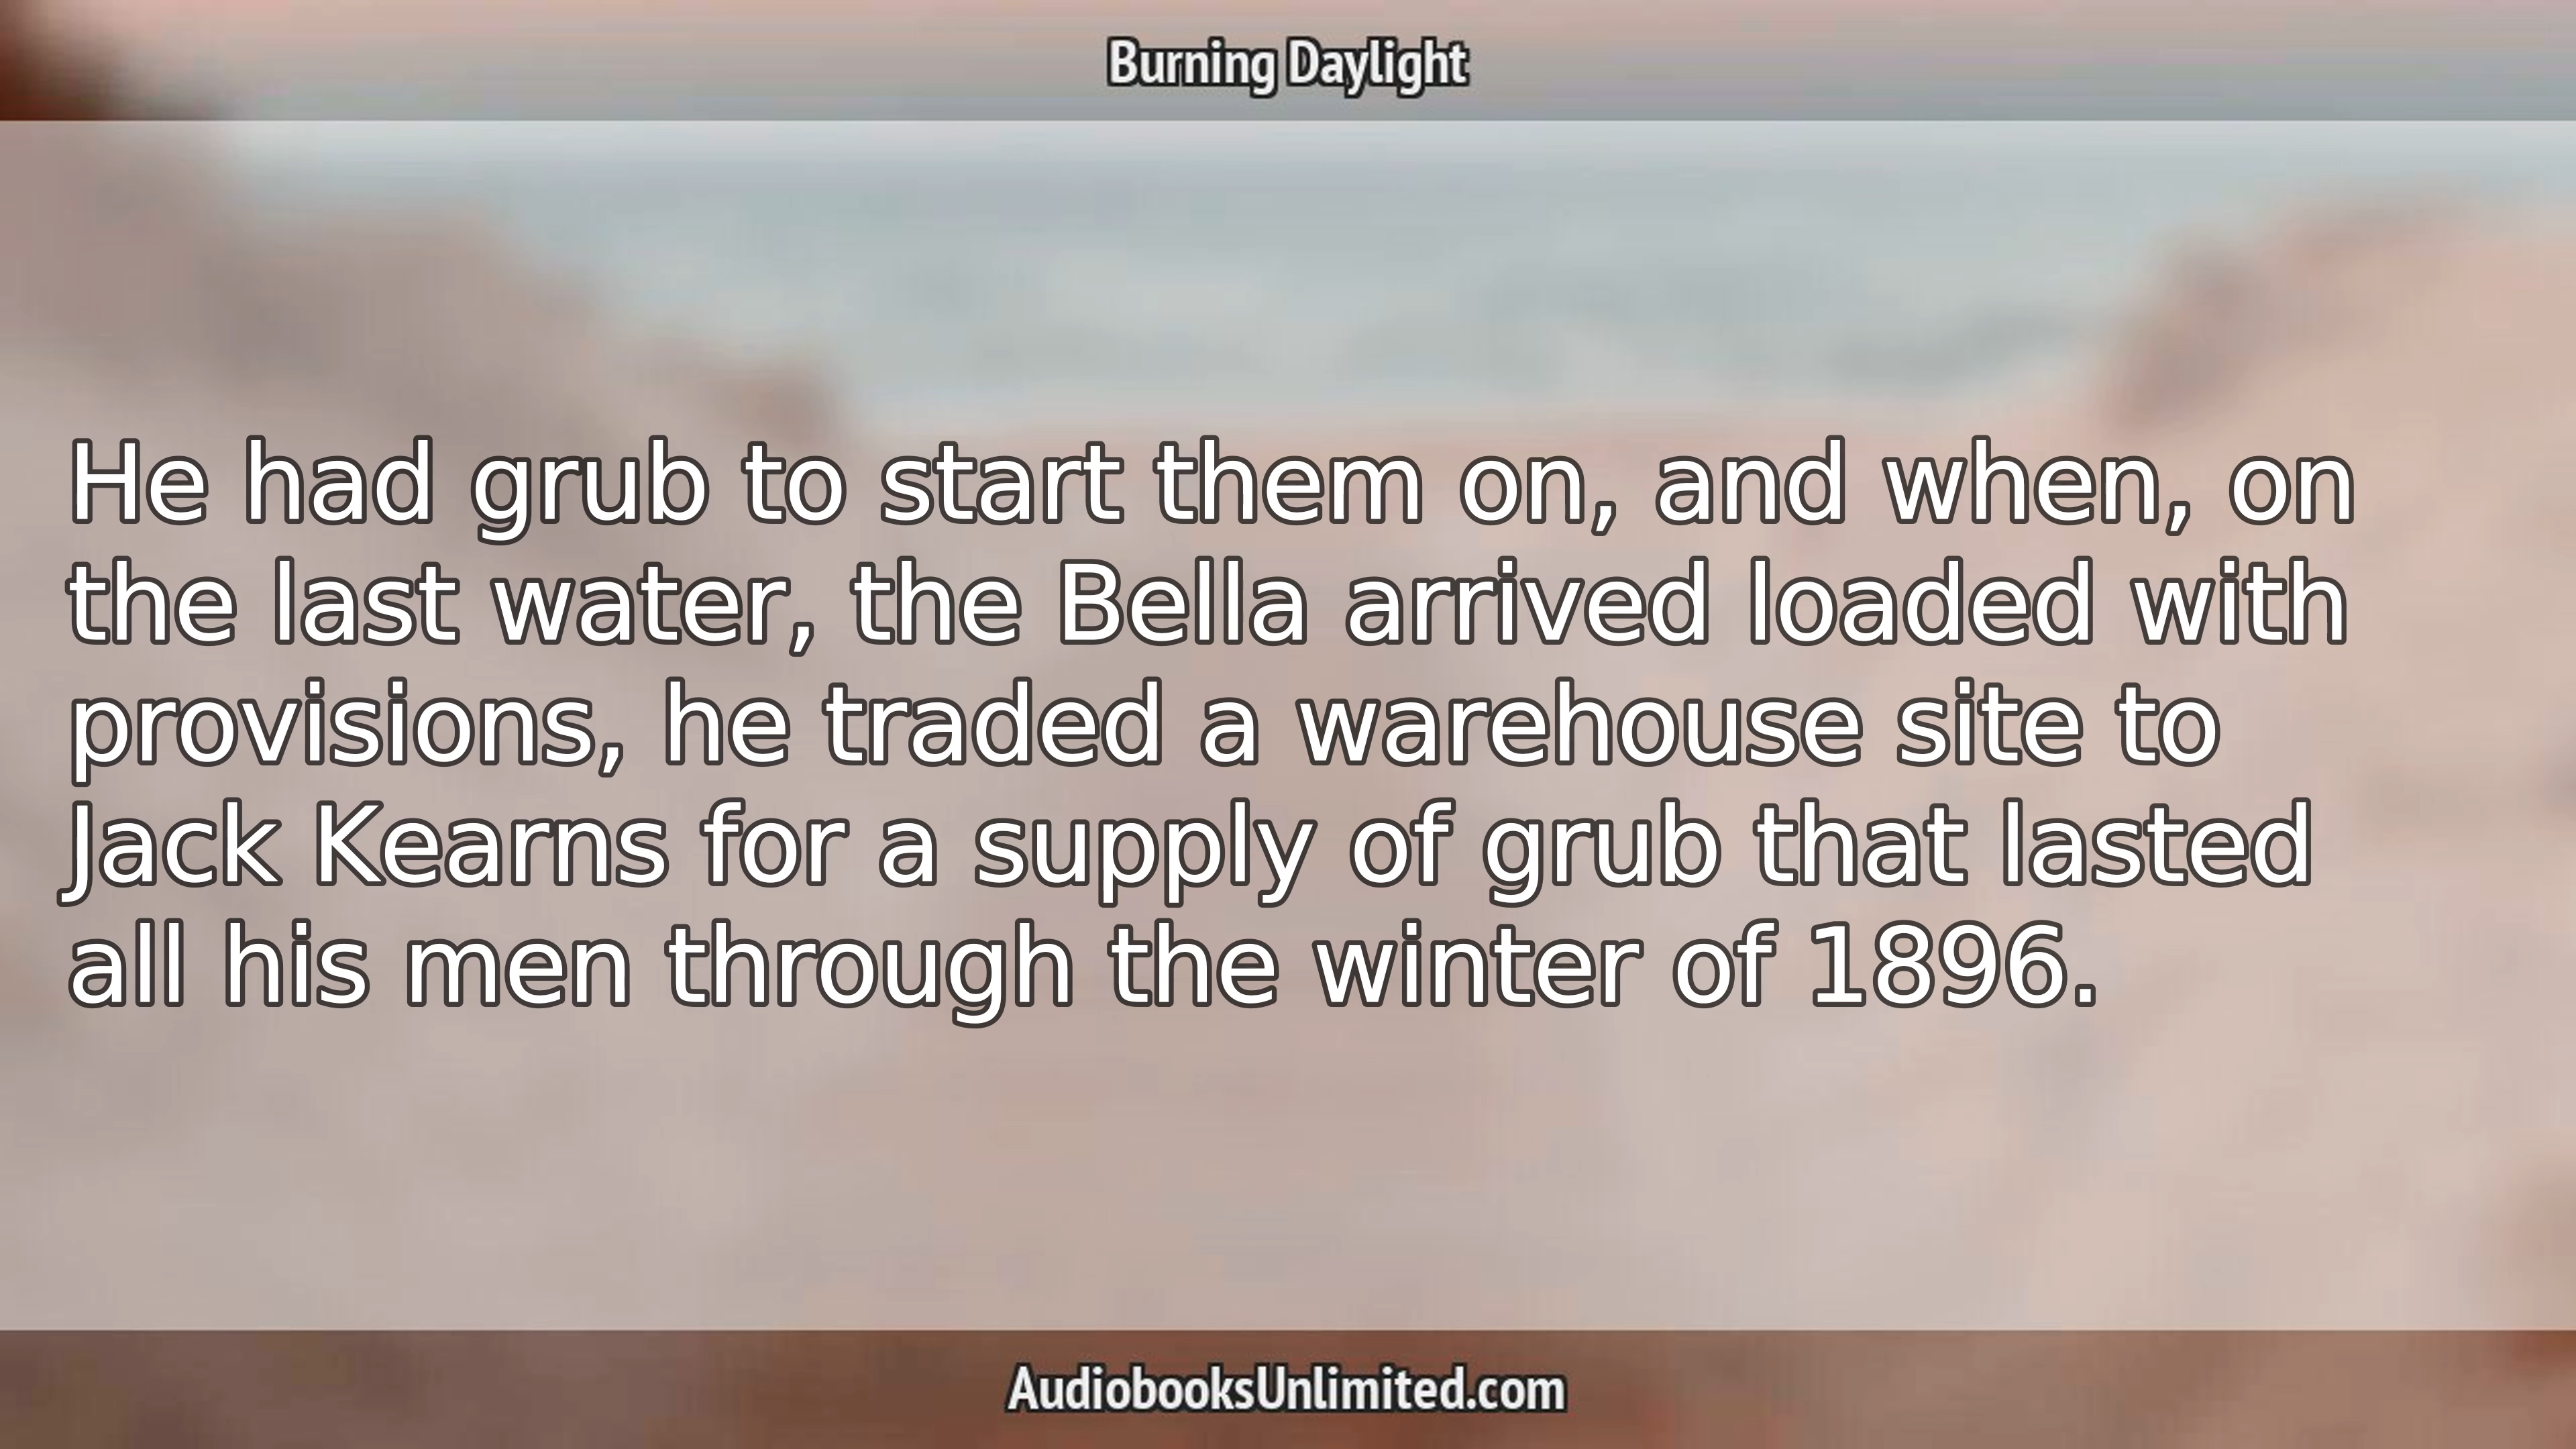 Burning Daylight
He had grub to start them on, and when, on
the last water, the Bella arrived loaded with
provisions, he traded a warehouse site to
Jack Kearns for a supply of grub that lasted
all his men through the winter of 1896.
AudiobooksUnlimited.com